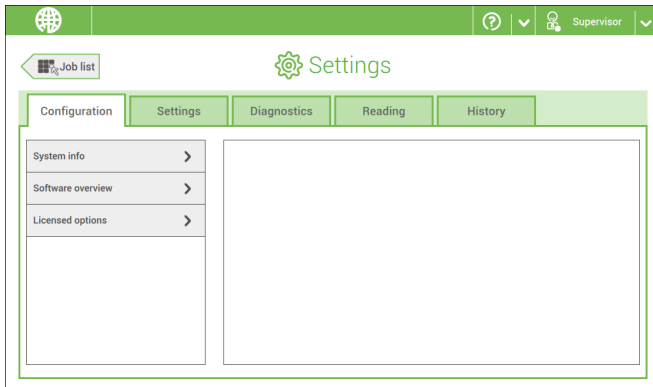 Supervisor
Job list
Settings
Configuration Settings Diagnostics Reading History
System info
Software overview
Licensed options